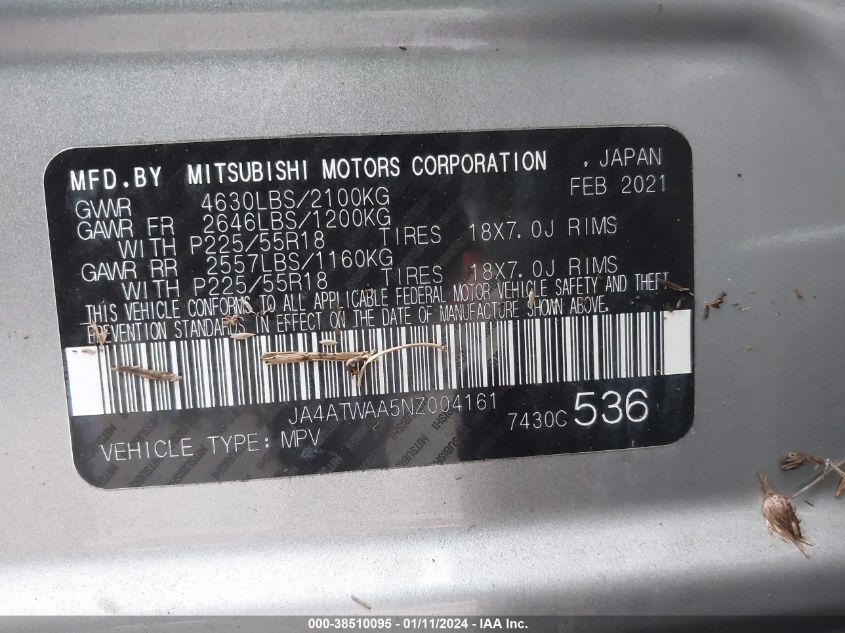 MFD.BY MITSUBISHI MOTORS CORPORATION , JAPAN
GVWR 4630LBS/2100KG FEB 2021
GAWR FR 2646LBS/1200KG
WITH P225/55R18 TIRES 18X7.0J RIMS
GAWR RR 2557LBS/1160KG
WITH P225/55R18 TIRES 18X7.0J RIMS
THIS VEHICLE CONFORMS TO ALL APPLICABLE FEDERAL MOTOR VEHICLE SAFETY AND THEFT
PREVENTION STANDARDS IN EFFECT ON THE DATE OF MANUFACTURE SHOWN ABOVE.
JA4ATWAA5NZ004161 7430C 536
VEHICLE TYPE: MPV
000-38510095 - 01/11/2024 - © IAA Inc.